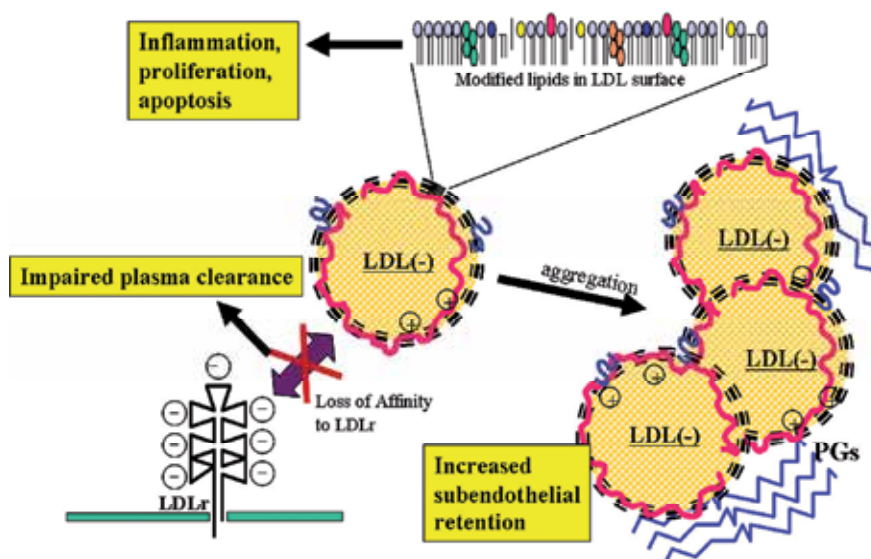 Inflammation,
proliferation,
apoptosis
Modified lipids in LDL surface
LDL(-)
Impaired plasma clearance
aggregation
LDL(-)
LDL(-)
LDL(-)
Loss of Affinity
to LDLr
LDLr
Increased
subendothelial
retention
PGs